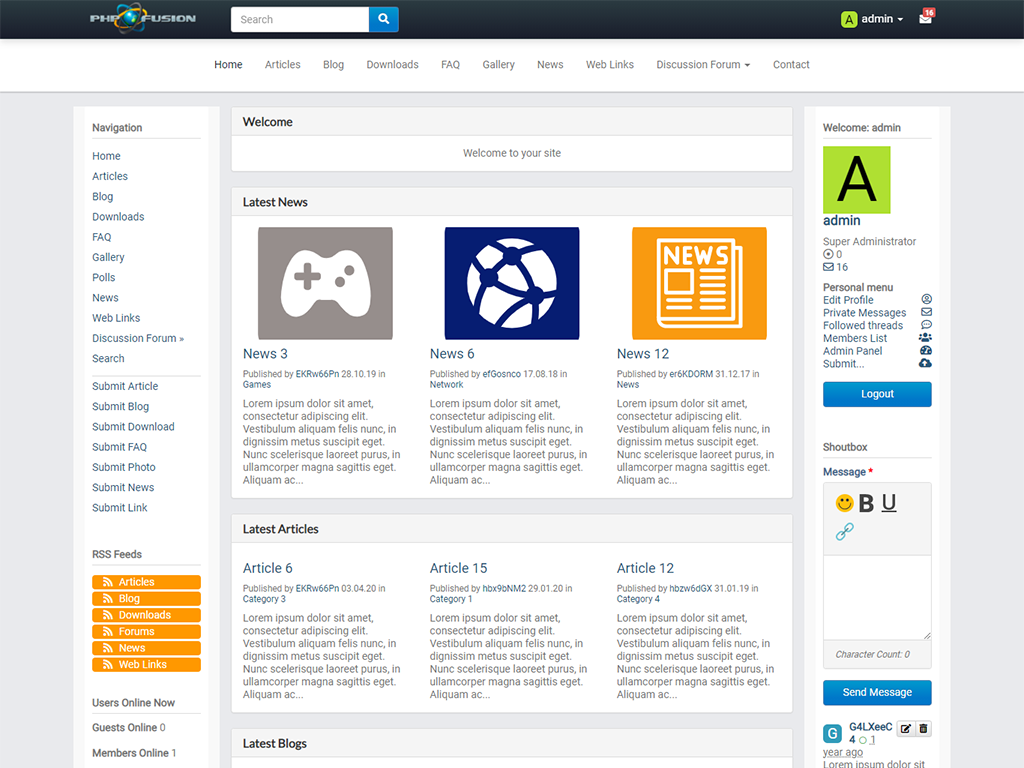 PHP FUSION
Search
A admin
16
Home Articles Blog Downloads FAQ Gallery News Web Links Discussion Forum Contact
Navigation
Home
Articles
Blog
Downloads
FAQ
Gallery
Polls
News
Web Links
Discussion Forum »
Search
Submit Article
Submit Blog
Submit Download
Submit FAQ
Submit Photo
Submit News
Submit Link
RSS Feeds
Articles
Blog
Downloads
Forums
News
Web Links
Users Online Now
Guests Online 0
Members Online 1
Welcome
Welcome to your site
Latest News
News 3
Published by EKRw66Pn 28.10.19 in
Games
Lorem ipsum dolor sit amet,
consectetur adipiscing elit.
Vestibulum aliquam felis nunc, in
dignissim metus suscipit eget.
Nunc scelerisque laoreet purus, in
ullamcorper magna sagittis eget.
Aliquam ac...
News 6
Published by efGosnco 17.08.18 in
Network
Lorem ipsum dolor sit amet,
consectetur adipiscing elit.
Vestibulum aliquam felis nunc, in
dignissim metus suscipit eget.
Nunc scelerisque laoreet purus, in
ullamcorper magna sagittis eget.
Aliquam ac...
NEWS
News 12
Published by er6KDORM 31.12.17 in
News
Lorem ipsum dolor sit amet,
consectetur adipiscing elit.
Vestibulum aliquam felis nunc, in
dignissim metus suscipit eget.
Nunc scelerisque laoreet purus, in
ullamcorper magna sagittis eget.
Aliquam ac...
Latest Articles
Article 6
Published by EKRw66Pn 03.04.20 in
Category 3
Lorem ipsum dolor sit amet,
consectetur adipiscing elit.
Vestibulum aliquam felis nunc, in
dignissim metus suscipit eget.
Nunc scelerisque laoreet purus, in
ullamcorper magna sagittis eget.
Aliquam ac...
Article 15
Published by hbx9bNM2 29.01.20 in
Category 1
Lorem ipsum dolor sit amet,
consectetur adipiscing elit.
Vestibulum aliquam felis nunc, in
dignissim metus suscipit eget.
Nunc scelerisque laoreet purus, in
ullamcorper magna sagittis eget.
Aliquam ac...
Article 12
Published by hbzw6dGX 31.01.19 in
Category 4
Lorem ipsum dolor sit amet,
consectetur adipiscing elit.
Vestibulum aliquam felis nunc, in
dignissim metus suscipit eget.
Nunc scelerisque laoreet purus, in
ullamcorper magna sagittis eget.
Aliquam ac...
Latest Blogs
Welcome: admin
A
admin
Super Administrator
0
16
Personal menu
Edit Profile
Private Messages
Followed threads
Members List
Admin Panel
Submit...
Logout
Shoutbox
Message *
B U
Character Count: 0
Send Message
G G4LXeeC
4 1
year ago
Lorem ipsum dolor sit